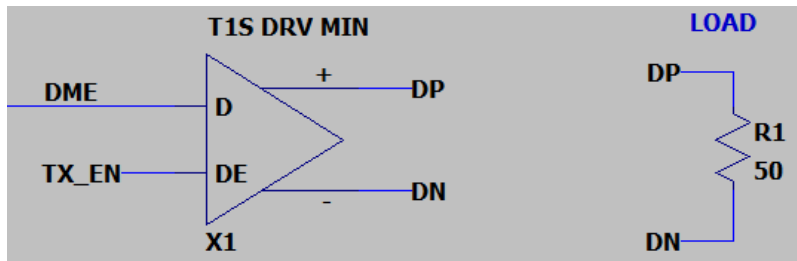 T1S DRV MIN
LOAD
+
DP
DP
DME
D
R1
50
TX_EN
DE
DN
-
X1
DN